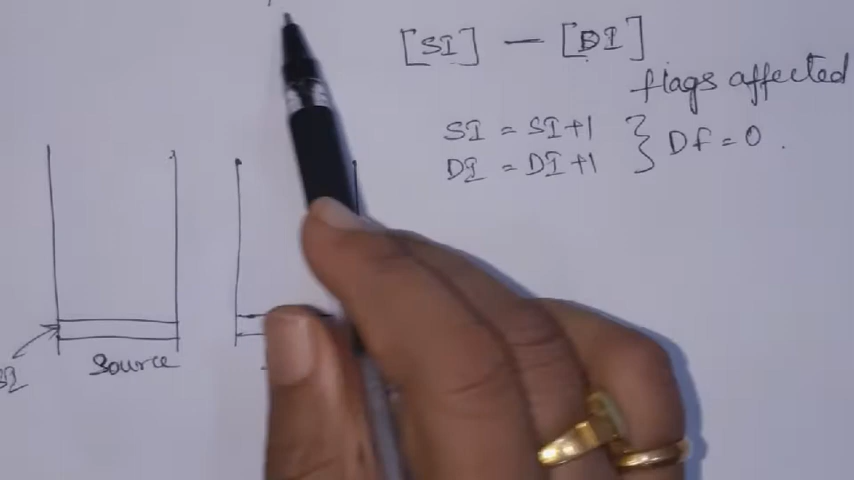 [SI] — [DI]
flags affected
SI = SI+1
DI = DI+1 } Df = 0 .
Source